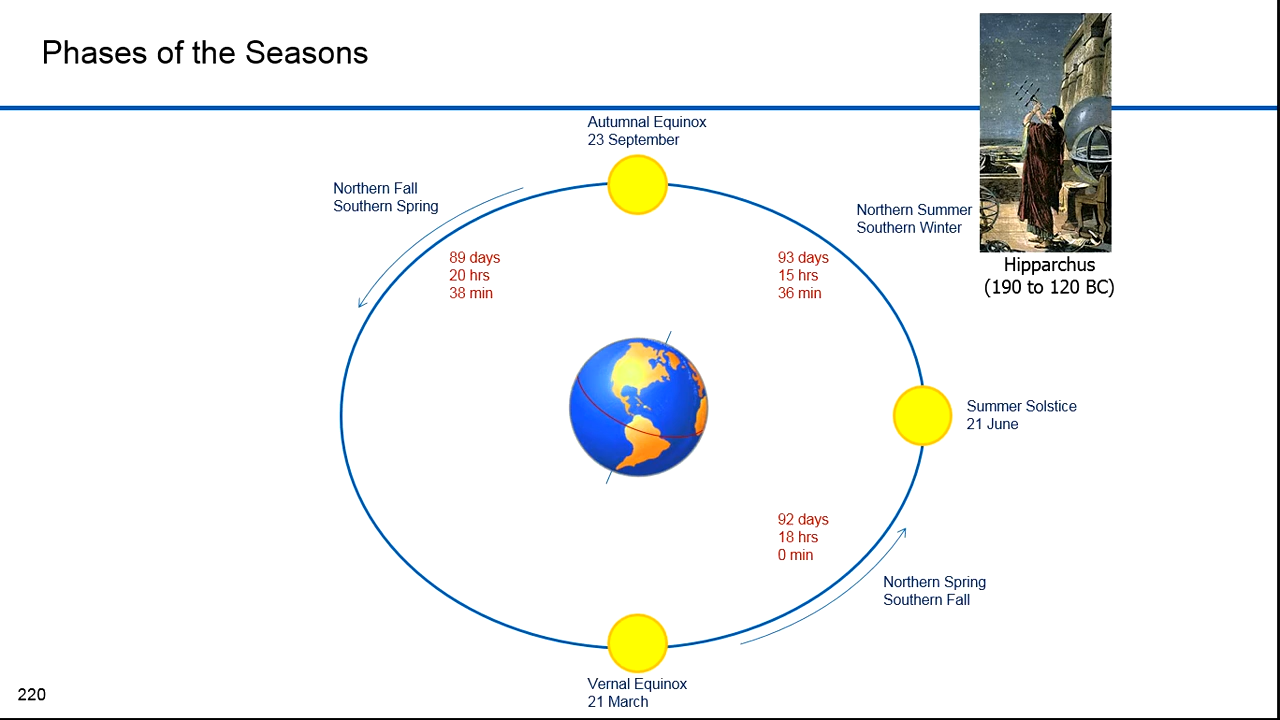 Phases of the Seasons
Autumnal Equinox
23 September
Northern Fall
Southern Spring
Northern Summer
Southern Winter
Hipparchus
(190 to 120 BC)
89 days
20 hrs
38 min
93 days
15 hrs
36 min
Summer Solstice
21 June
92 days
18 hrs
0 min
Northern Spring
Southern Fall
Vernal Equinox
21 March
220